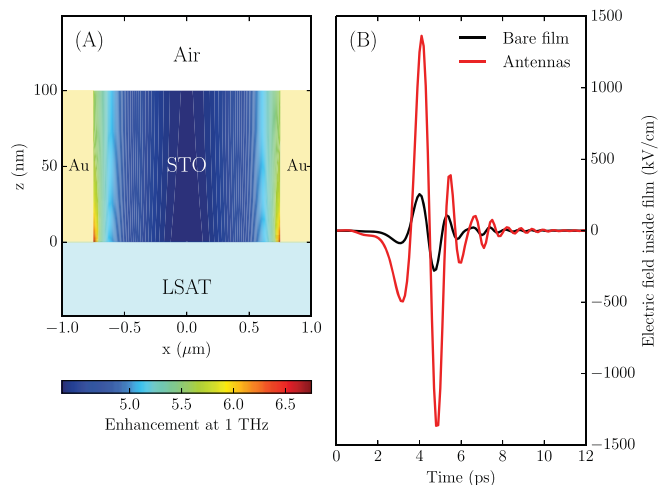 (A)
Air
100
50
0
z (nm)
Au
STO
Au
LSAT
−1.0
−0.5
0.0
0.5
1.0
x (μm)
5.0
5.5
6.0
6.5
Enhancement at 1 THz
(B)
Bare film
Antennas
1500
1000
500
0
−500
−1000
−1500
Electric field inside film (kV/cm)
0
2
4
6
8
10
12
Time (ps)